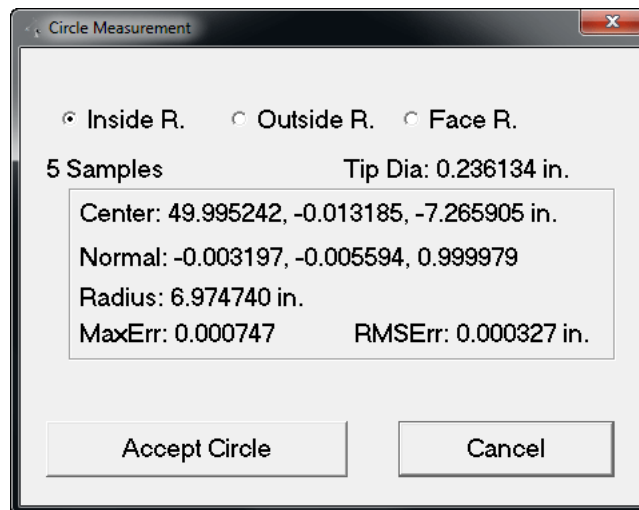 Circle Measurement
Inside R. Outside R. Face R.
5 Samples Tip Dia: 0.236134 in.
Center: 49.995242, -0.013185, -7.265905 in.
Normal: -0.003197, -0.005594, 0.999979
Radius: 6.974740 in.
MaxErr: 0.000747 RMSErr: 0.000327 in.
Accept Circle Cancel